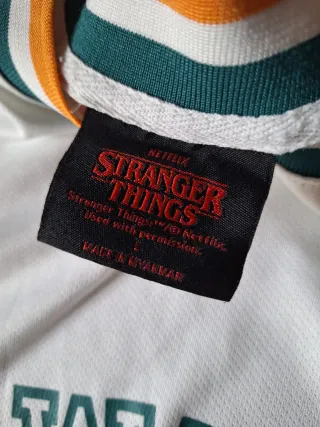 NETFLIX
STRANGER
THINGS
Stranger Things™/© Netflix.
Used with permission.
L
MADE IN MYANMAR